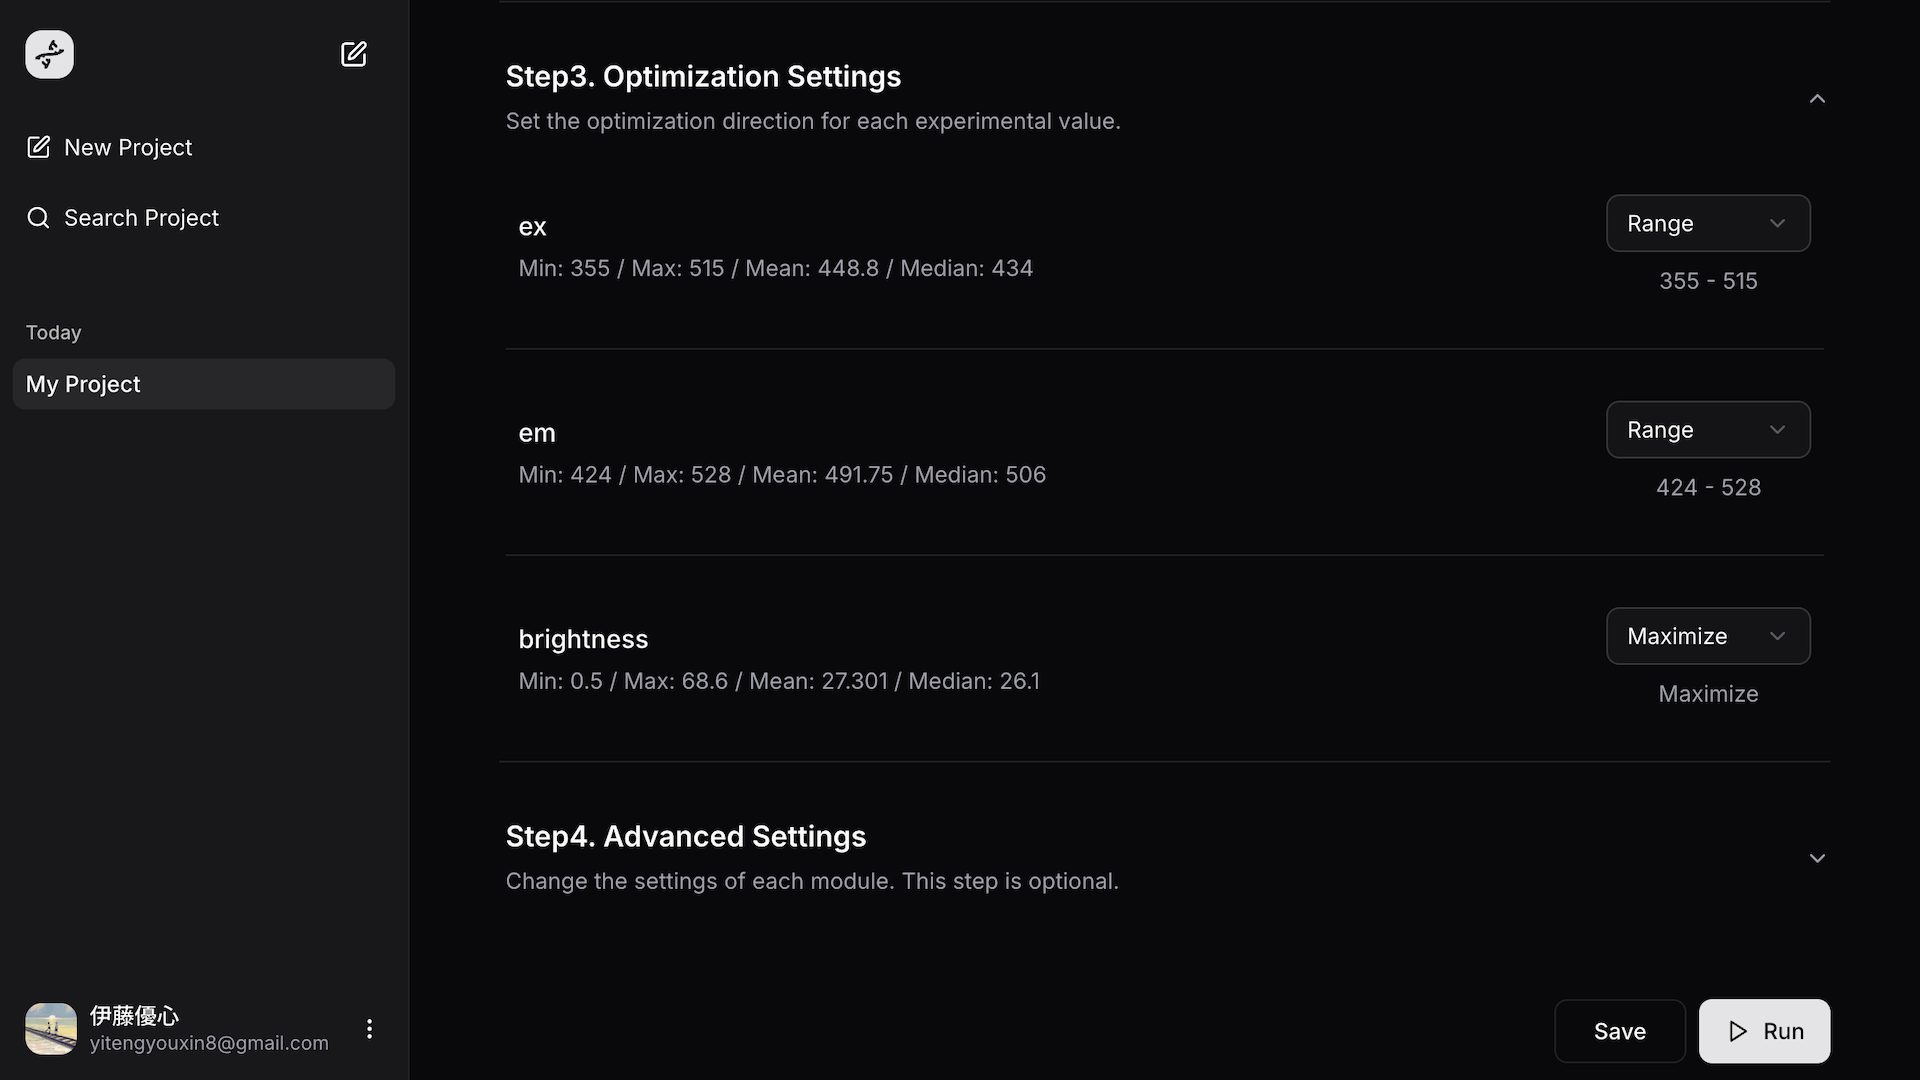 New Project
Search Project
Today
My Project
伊藤優心
yitengyouxin8@gmail.com
Step3. Optimization Settings
Set the optimization direction for each experimental value.
ex
Min: 355 / Max: 515 / Mean: 448.8 / Median: 434
Range
355 - 515
em
Min: 424 / Max: 528 / Mean: 491.75 / Median: 506
Range
424 - 528
brightness
Min: 0.5 / Max: 68.6 / Mean: 27.301 / Median: 26.1
Maximize
Maximize
Step4. Advanced Settings
Change the settings of each module. This step is optional.
Save
Run